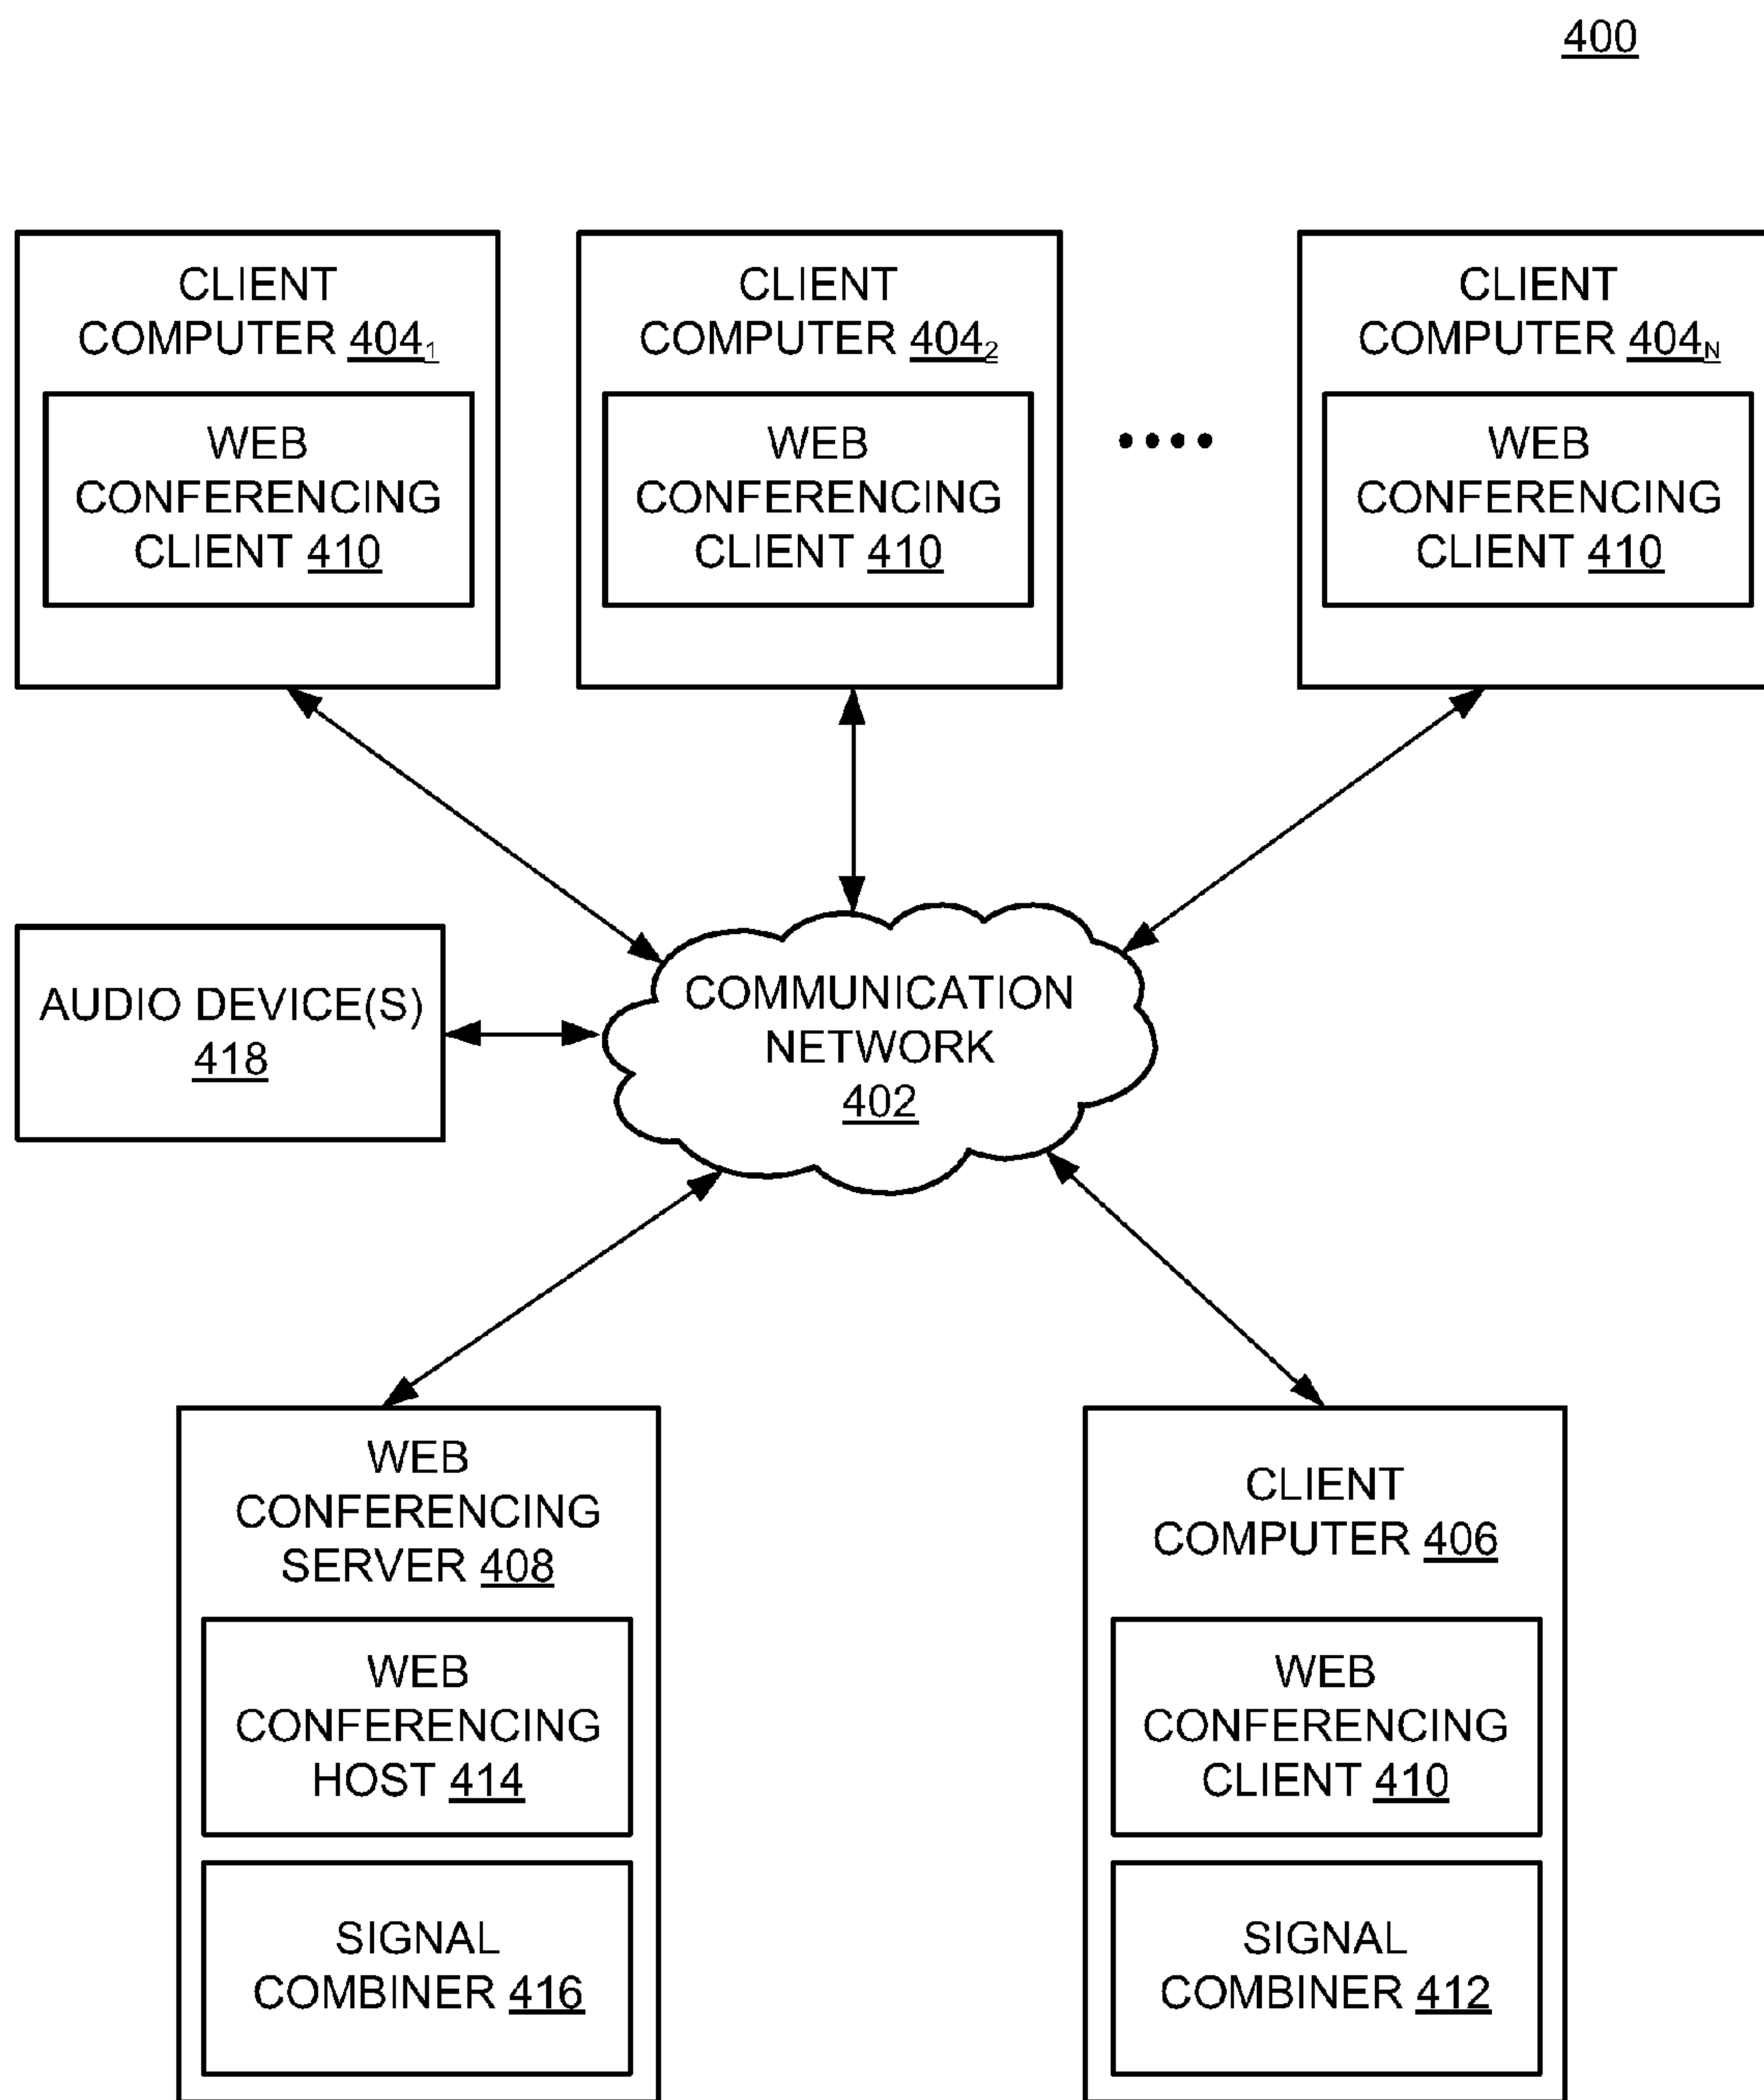 400
CLIENT
COMPUTER 404₁
WEB
CONFERENCING
CLIENT 410
CLIENT
COMPUTER 404₂
WEB
CONFERENCING
CLIENT 410
CLIENT
COMPUTER 404N
WEB
CONFERENCING
CLIENT 410
AUDIO DEVICE(S)
418
COMMUNICATION
NETWORK
402
WEB
CONFERENCING
SERVER 408
WEB
CONFERENCING
HOST 414
SIGNAL
COMBINER 416
CLIENT
COMPUTER 406
WEB
CONFERENCING
CLIENT 410
SIGNAL
COMBINER 412